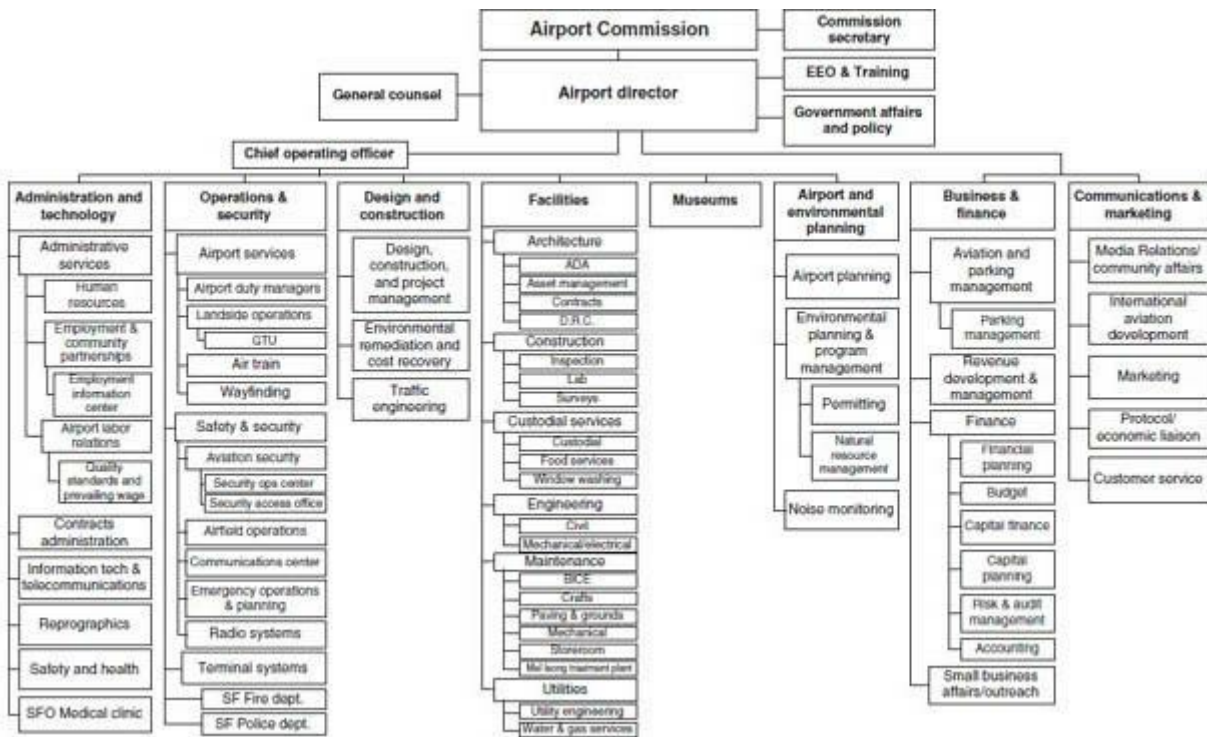 Airport Commission
Commission
secretary
EEO & Training
General counsel
Airport director
Government affairs
and policy
Chief operating officer
Administration and
technology
Administrative
services
Human
resources
Employment &
community
partnerships
Employment
information
center
Airport labor
relations
Quality
standards and
prevailing wage
Contracts
administration
Information tech &
telecommunications
Reprographics
Safety and health
SFO Medical clinic
Operations &
security
Airport services
Airport duty managers
Landside operations
GTU
Air train
Wayfinding
Safety & security
Aviation security
Security ops center
Security access office
Airfield operations
Communications center
Emergency operations
& planning
Radio systems
Terminal systems
SF Fire dept.
SF Police dept.
Design and
construction
Design,
construction,
and project
management
Environmental
remediation and
cost recovery
Traffic
engineering
Facilities
Architecture
ADA
Asset management
Contracts
D.R.C.
Construction
Inspection
Lab
Surveys
Custodial services
Custodial
Food services
Window washing
Engineering
Civil
Mechanical/electrical
Maintenance
BICE
Crafts
Paving & grounds
Mechanical
Storeroom
treatment plant
Utilities
Utility engineering
Water & gas services
Museums
Airport and
environmental
planning
Airport planning
Environmental
planning &
program
management
Permitting
Natural
resource
management
Noise monitoring
Business &
finance
Aviation and
parking
management
Parking
management
Revenue
development &
management
Finance
Financial
planning
Budget
Capital finance
Capital
planning
Risk & audit
management
Accounting
Small business
affairs/outreach
Communications &
marketing
Media Relations/
community affairs
International
aviation
development
Marketing
Protocol/
economic liaison
Customer service